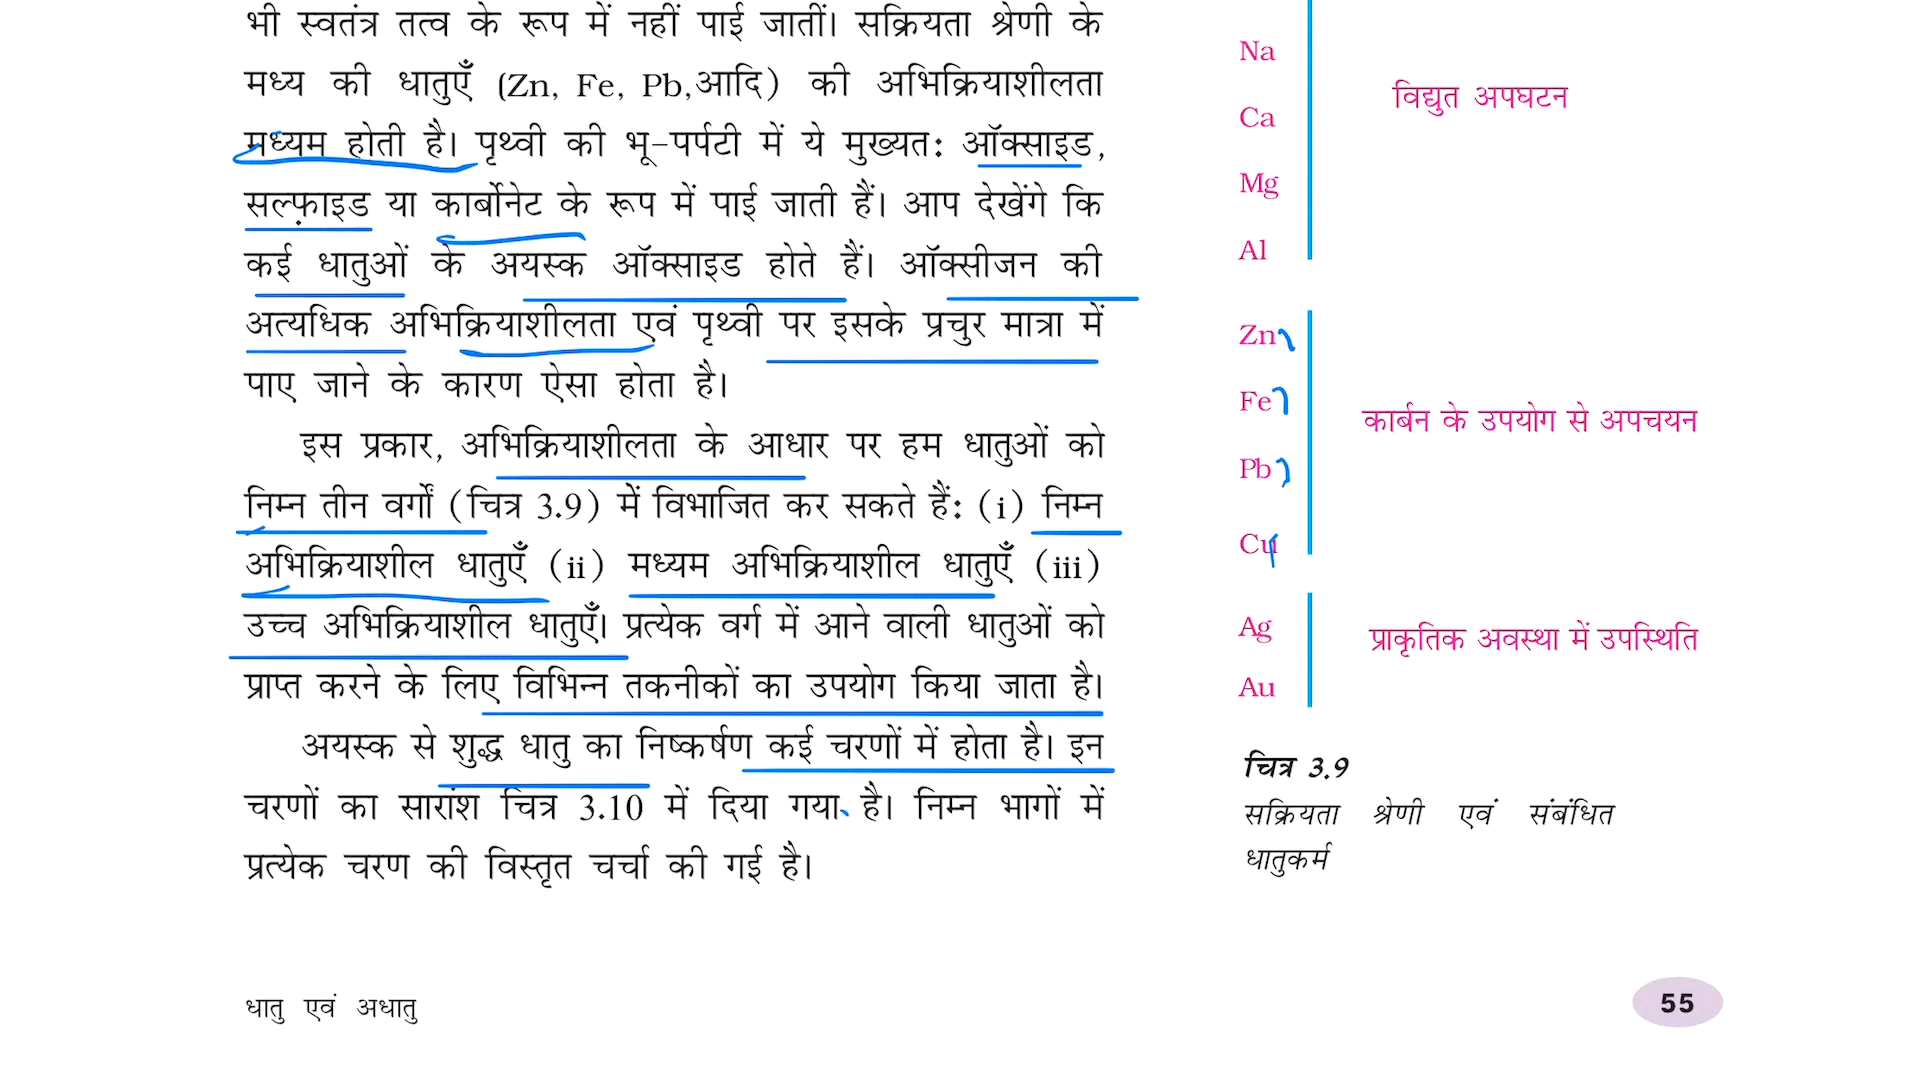 भी स्वतंत्र तत्व के रूप में नहीं पाई जातीं। सक्रियता श्रेणी के
मध्य की धातुएँ (Zn, Fe, Pb,आदि) की अभिक्रियाशीलता
मध्यम होती है। पृथ्वी की भू-पर्पटी में ये मुख्यत: ऑक्साइड,
सल्फ़ाइड या कार्बोनेट के रूप में पाई जाती हैं। आप देखेंगे कि
कई धातुओं के अयस्क ऑक्साइड होते हैं। ऑक्सीजन की
अत्यधिक अभिक्रियाशीलता एवं पृथ्वी पर इसके प्रचुर मात्रा में
पाए जाने के कारण ऐसा होता है।
इस प्रकार, अभिक्रियाशीलता के आधार पर हम धातुओं को
निम्न तीन वर्गों (चित्र 3.9) में विभाजित कर सकते हैं: (i) निम्न
अभिक्रियाशील धातुएँ (ii) मध्यम अभिक्रियाशील धातुएँ (iii)
उच्च अभिक्रियाशील धातुएँ। प्रत्येक वर्ग में आने वाली धातुओं को
प्राप्त करने के लिए विभिन्न तकनीकों का उपयोग किया जाता है।
अयस्क से शुद्ध धातु का निष्कर्षण कई चरणों में होता है। इन
चरणों का सारांश चित्र 3.10 में दिया गया है। निम्न भागों में
प्रत्येक चरण की विस्तृत चर्चा की गई है।
Na
Ca
Mg
Al
विद्युत अपघटन
Zn
Fe
Pb
Cu
कार्बन के उपयोग से अपचयन
Ag
Au
प्राकृतिक अवस्था में उपस्थिति
चित्र 3.9
सक्रियता श्रेणी एवं संबंधित
धातुकर्म
धातु एवं अधातु
55